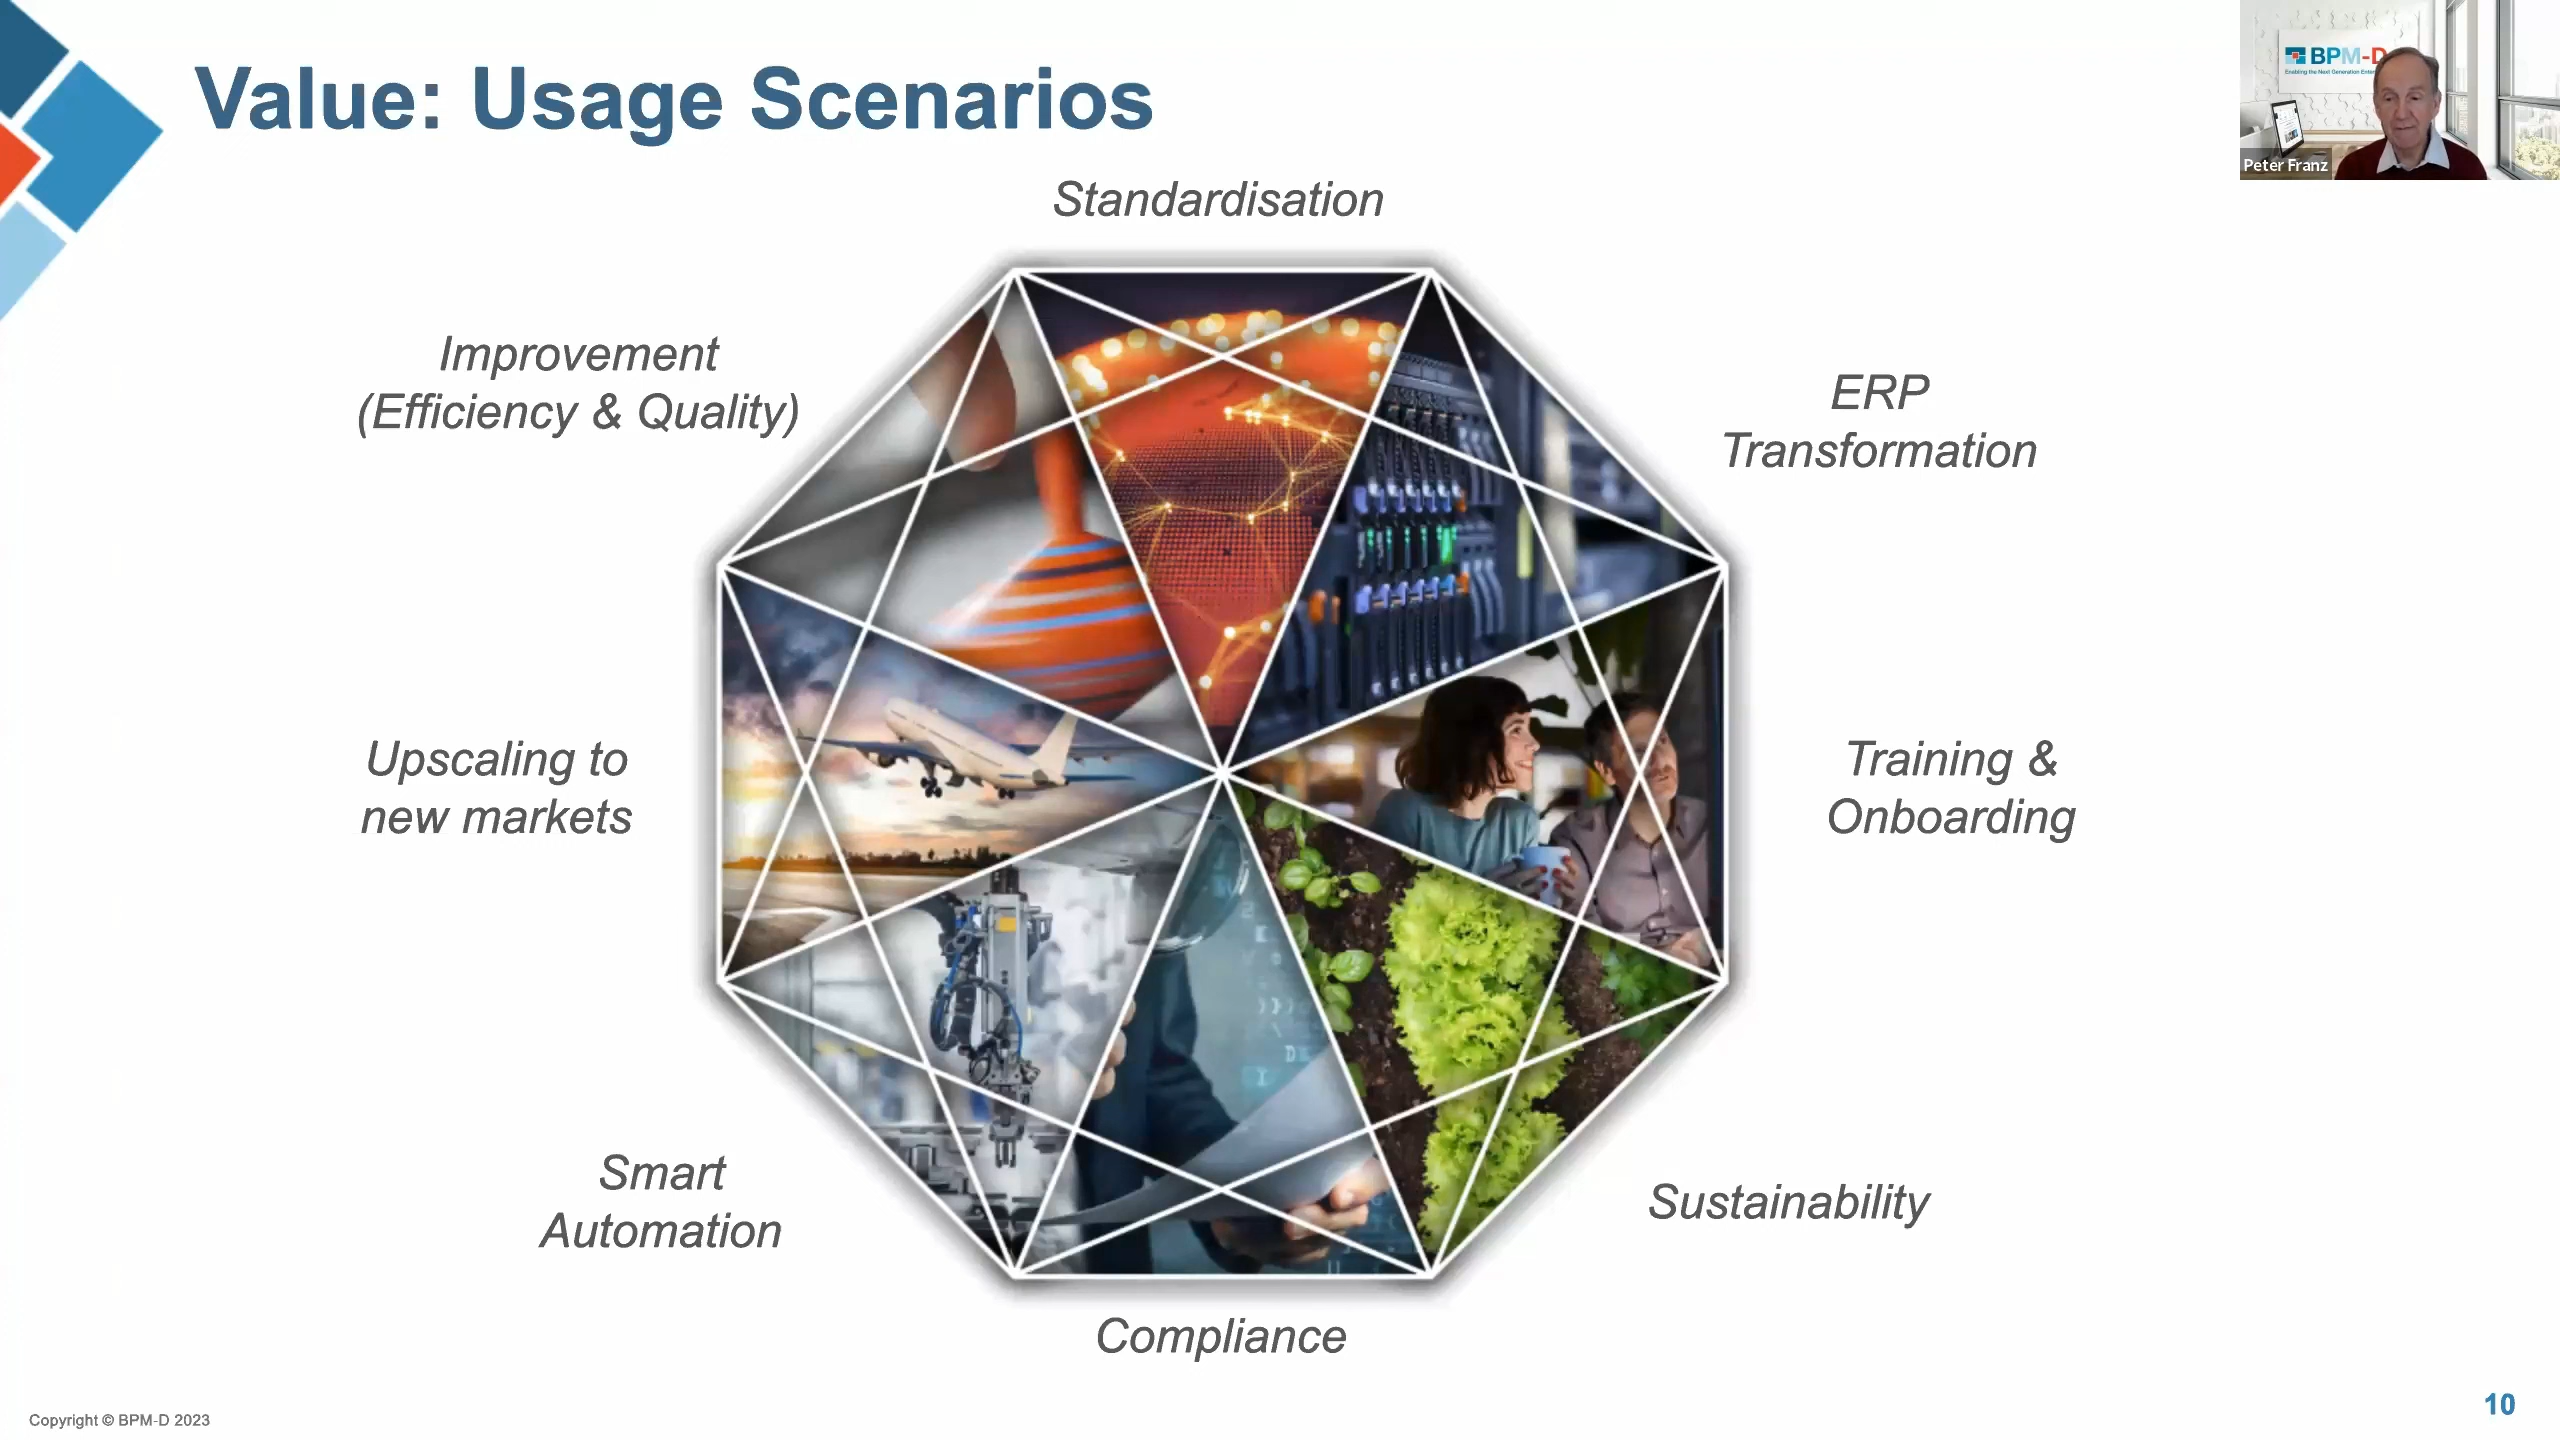 Value: Usage Scenarios
BPM-D
Peter Franz
Standardisation
Improvement
(Efficiency & Quality)
ERP
Transformation
Upscaling to
new markets
Training &
Onboarding
Smart
Automation
Sustainability
Compliance
Copyright © BPM-D 2023
10